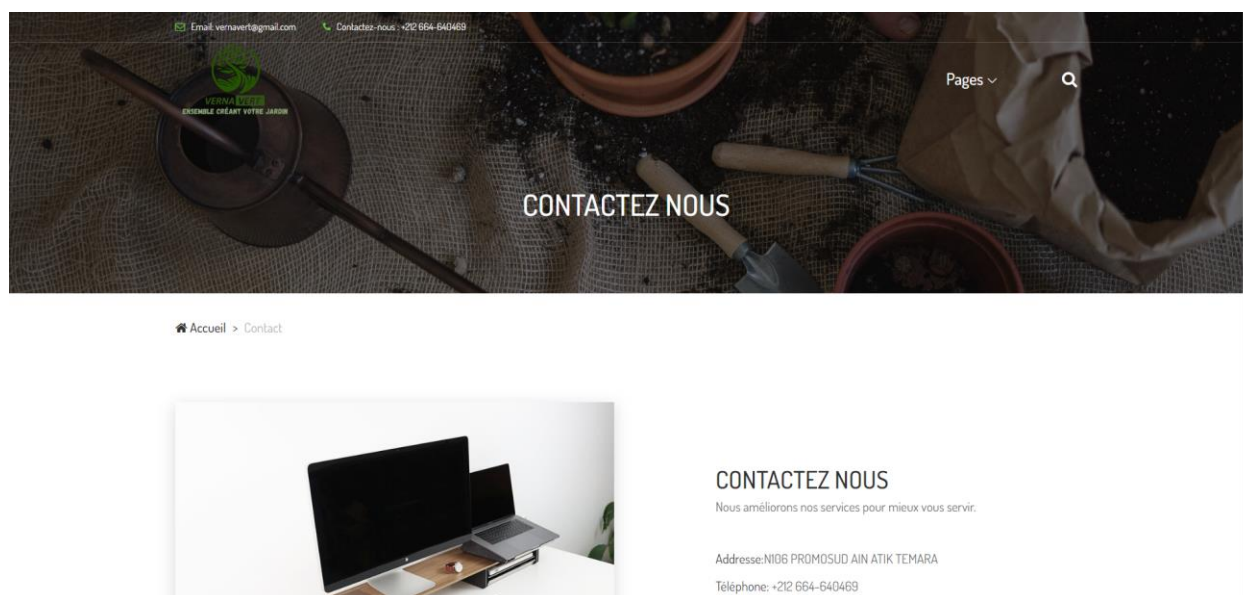 Email: vernavert@gmail.com
Contactez-nous : +212 664-640469
VERNA VERT
ENSEMBLE CRÉANT VOTRE JARDIN
Pages
CONTACTEZ NOUS
Accueil > Contact
CONTACTEZ NOUS
Nous améliorons nos services pour mieux vous servir.
Addresse:N106 PROMOSUD AIN ATIK TEMARA
Téléphone: +212 664-640469